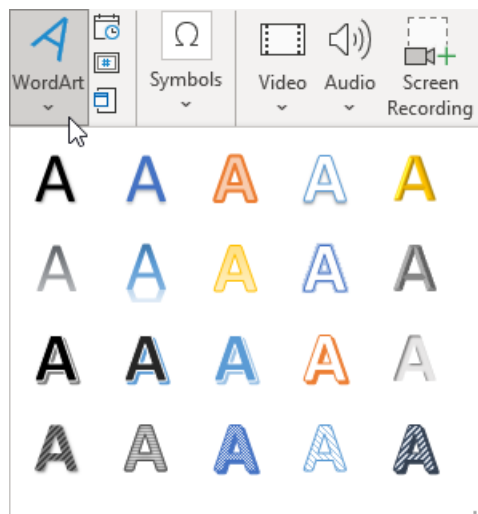 WordArt
#
Ω
Symbols
Video
Audio
Screen
Recording
A A A A A
A A A A A
A A A A A
A A A A A